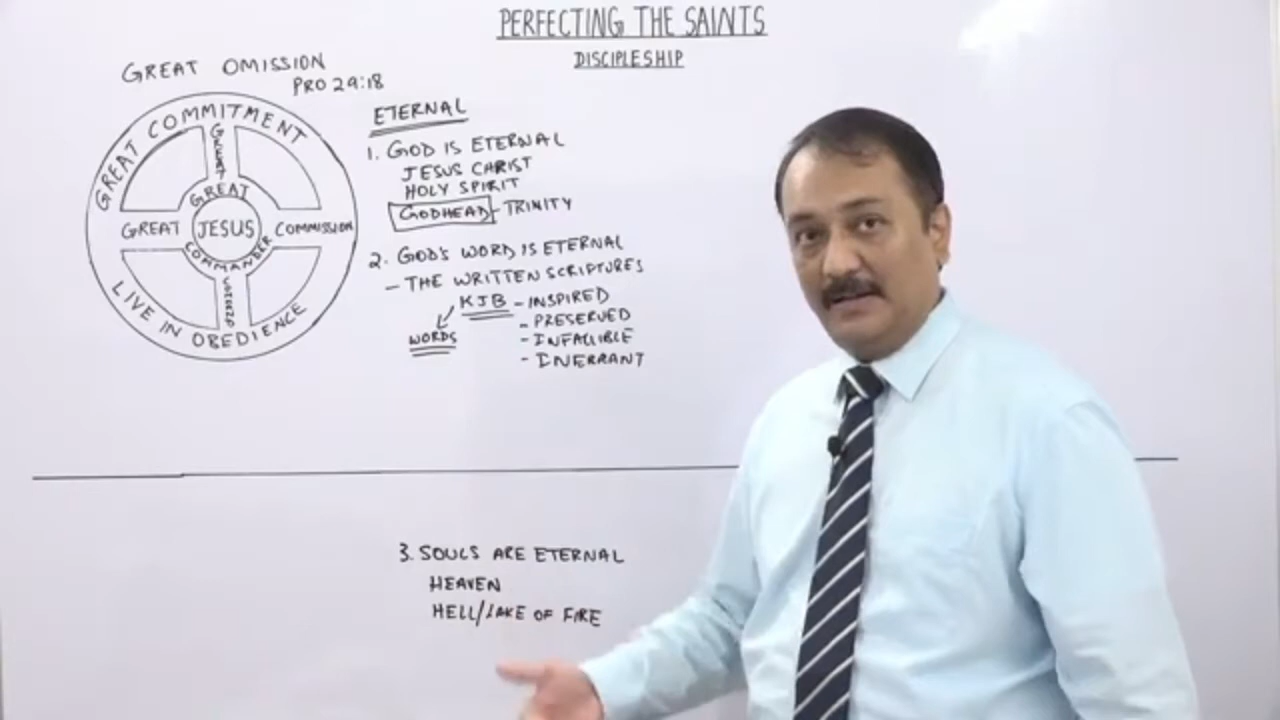 PERFECTING THE SAINTS
DISCIPLESHIP
GREAT OMISSION
PRO 29:18
GREAT COMMITMENT
GREAT
GREAT
GREAT JESUS COMMISSION
COMMANDER
LIVE IN OBEDIENCE
ETERNAL
1. GOD IS ETERNAL
JESUS CHRIST
HOLY SPIRIT
GODHEAD - TRINITY
2. GOD'S WORD IS ETERNAL
- THE WRITTEN SCRIPTURES
KJB - INSPIRED
WORDS
- PRESERVED
- INFALLIBLE
- INERRANT
3. SOULS ARE ETERNAL
HEAVEN
HELL/LAKE OF FIRE